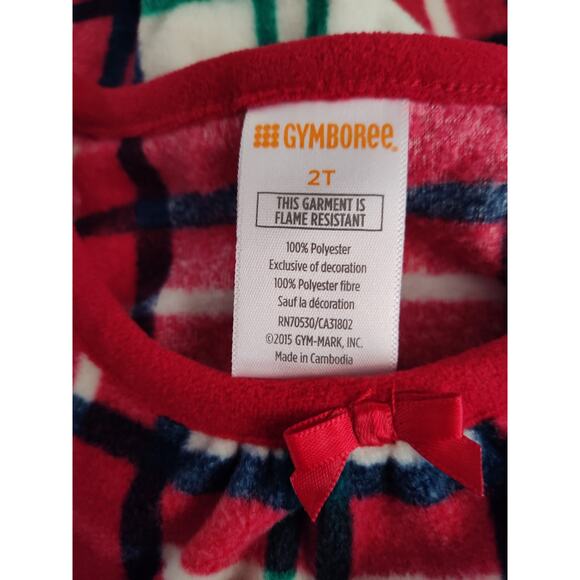 GYMBOREE
2T
THIS GARMENT IS
FLAME RESISTANT
100% Polyester
Exclusive of decoration
100% Polyester fibre
Sauf la décoration
RN70530/CA31802
©2015 GYM-MARK, INC.
Made in Cambodia